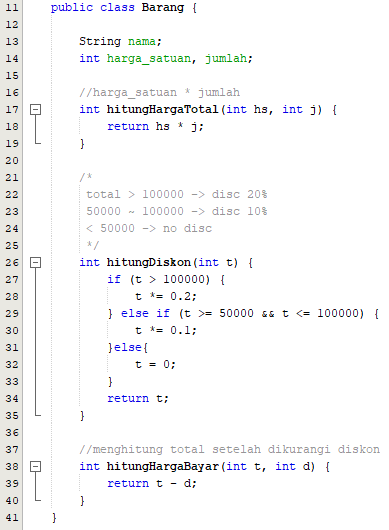 11 public class Barang {
12
13     String nama;
14     int harga_satuan, jumlah;
15
16     //harga_satuan * jumlah
17     int hitungHargaTotal(int hs, int j) {
18         return hs * j;
19     }
20
21     /*
22      total > 100000 -> disc 20%
23      50000 ~ 100000 -> disc 10%
24      < 50000 -> no disc
25      */
26     int hitungDiskon(int t) {
27         if (t > 100000) {
28             t *= 0.2;
29         } else if (t >= 50000 && t <= 100000) {
30             t *= 0.1;
31         }else{
32             t = 0;
33         }
34         return t;
35     }
36
37     //menghitung total setelah dikurangi diskon
38     int hitungHargaBayar(int t, int d) {
39         return t - d;
40     }
41 }